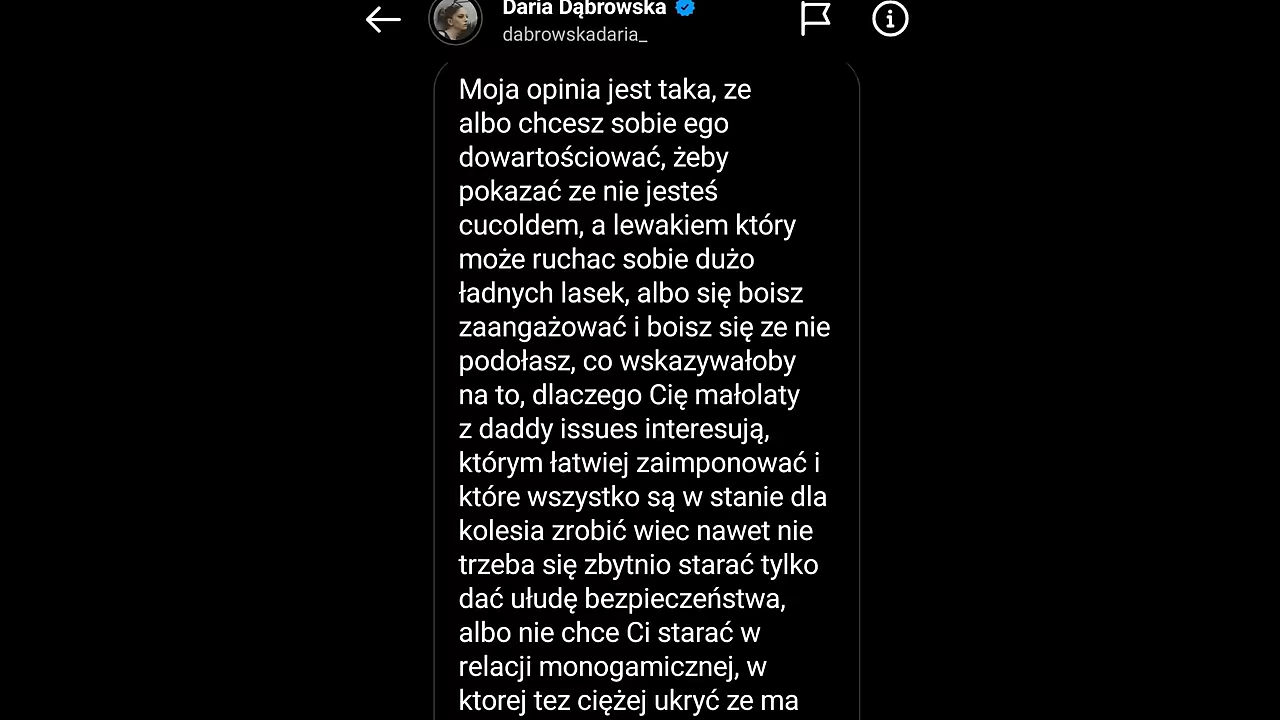 Daria Dąbrowska
dabrowskadaria_
Moja opinia jest taka, ze
albo chcesz sobie ego
dowartościować, żeby
pokazać ze nie jesteś
cucoldem, a lewakiem który
może ruchac sobie dużo
ładnych lasek, albo się boisz
zaangażować i boisz się ze nie
podołasz, co wskazywałoby
na to, dlaczego Cię małolaty
z daddy issues interesują,
którym łatwiej zaimponować i
które wszystko są w stanie dla
kolesia zrobić wiec nawet nie
trzeba się zbytnio starać tylko
dać ułudę bezpieczeństwa,
albo nie chce Ci starać w
relacji monogamicznej, w
ktorej tez ciężej ukryć ze ma